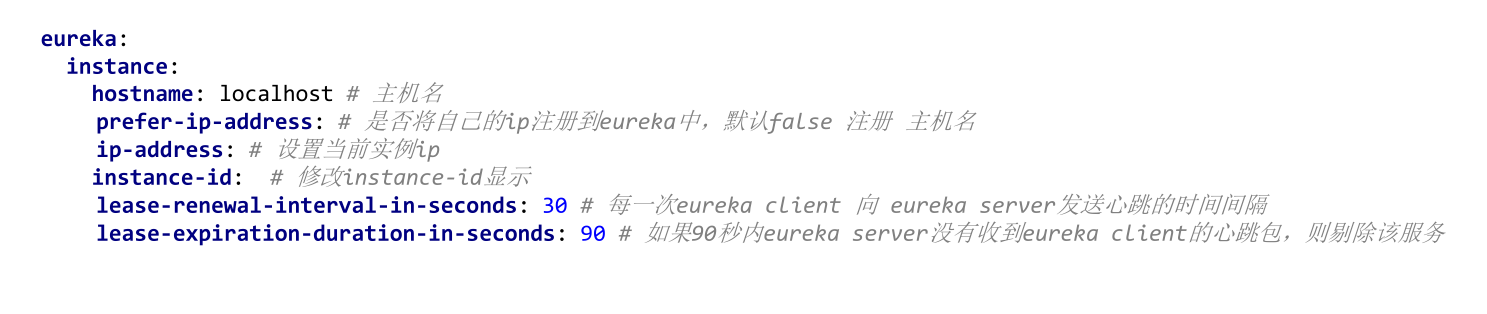 eureka:
instance:
hostname: localhost # 主机名
prefer-ip-address: # 是否将自己的ip注册到eureka中，默认false 注册 主机名
ip-address: # 设置当前实例ip
instance-id: # 修改instance-id显示
lease-renewal-interval-in-seconds: 30 # 每一次eureka client 向 eureka server发送心跳的时间间隔
lease-expiration-duration-in-seconds: 90 # 如果90秒内eureka server没有收到eureka client的心跳包，则剔除该服务